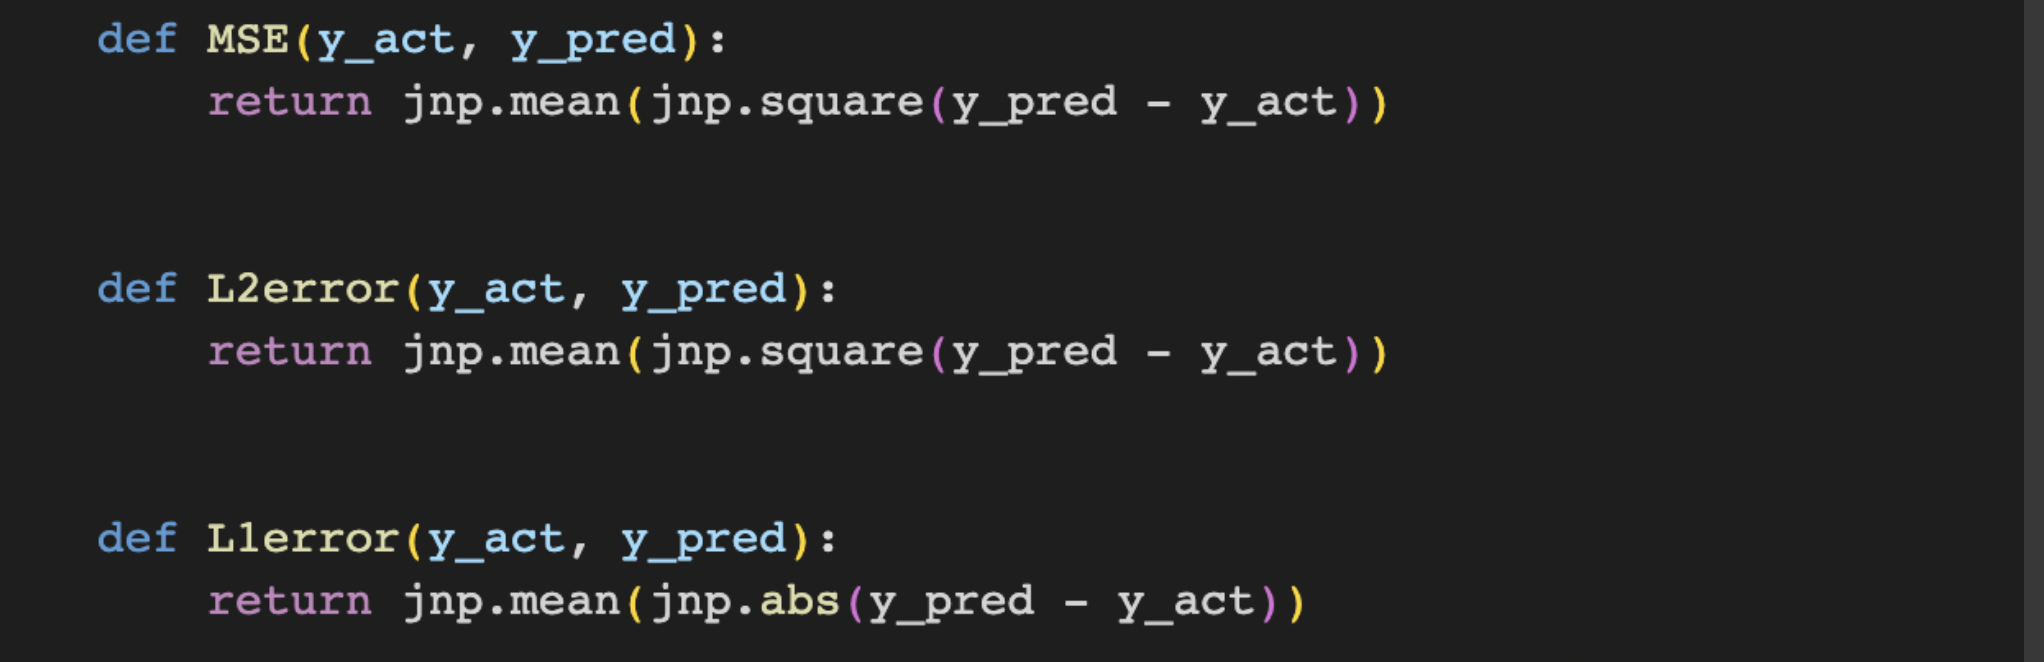 def MSE(y_act, y_pred):
    return jnp.mean(jnp.square(y_pred - y_act))
def L2error(y_act, y_pred):
    return jnp.mean(jnp.square(y_pred - y_act))
def L1error(y_act, y_pred):
    return jnp.mean(jnp.abs(y_pred - y_act))